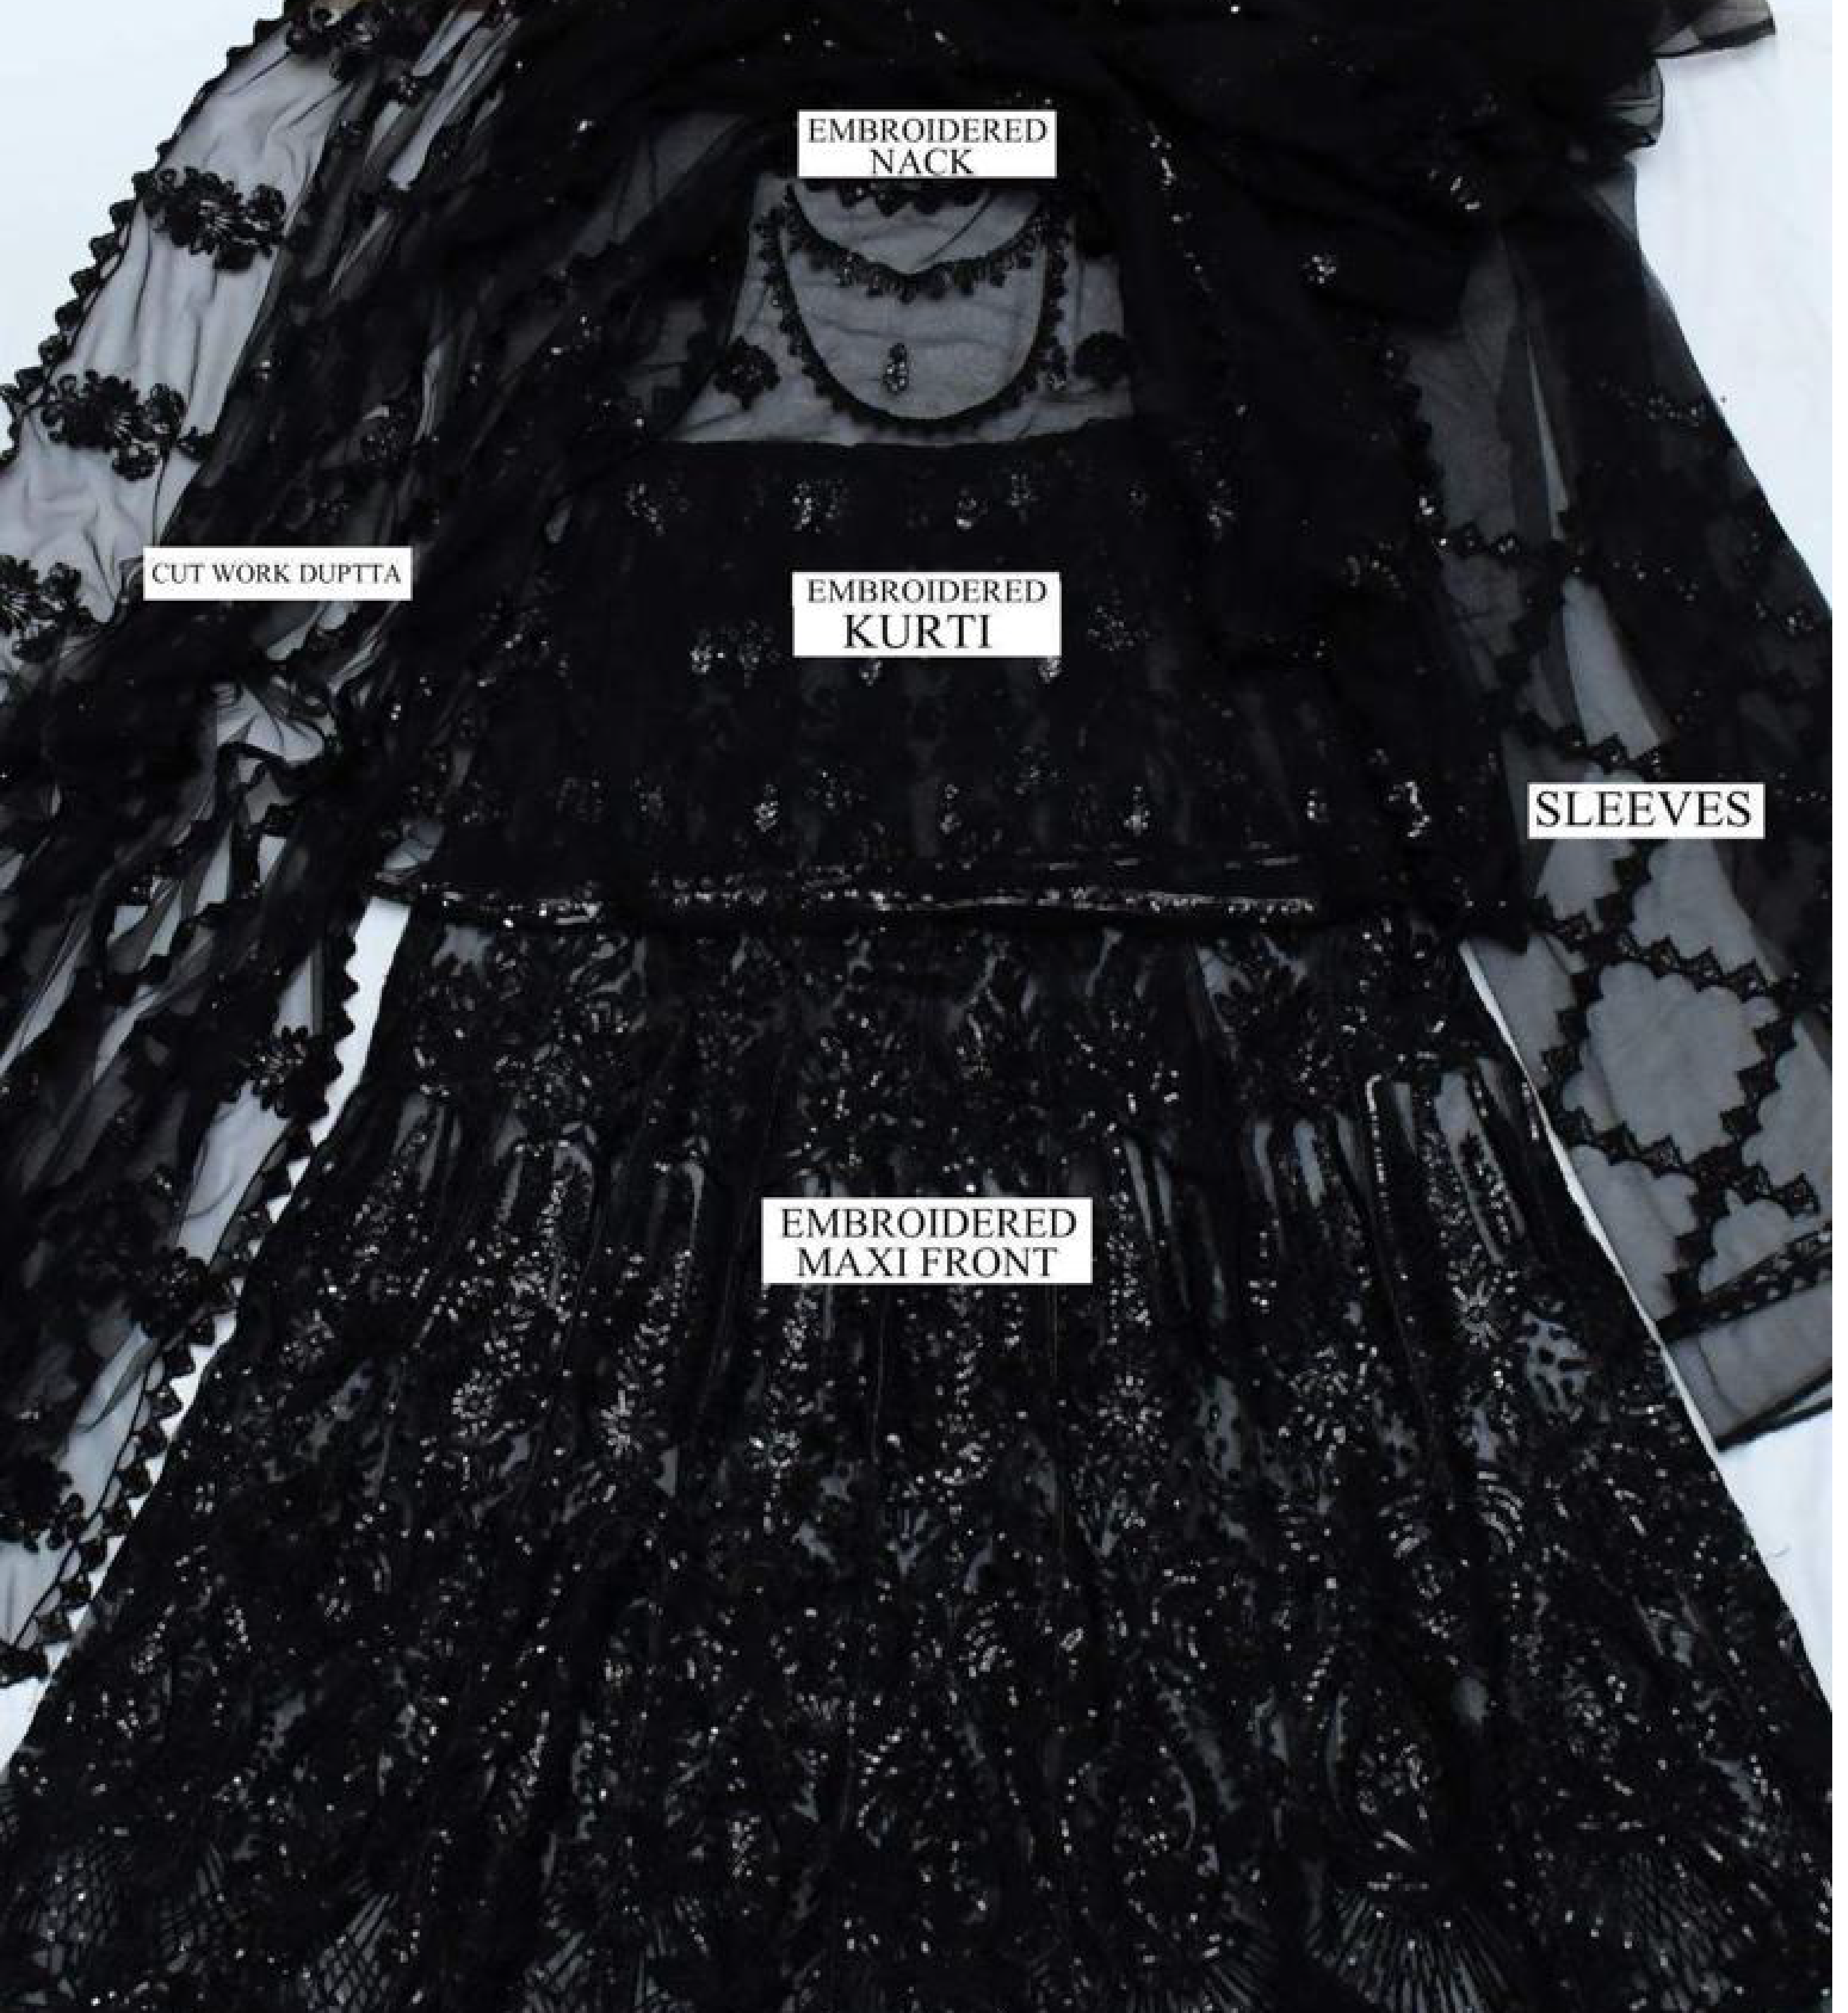 EMBROIDERED
NACK
CUT WORK DUPTTA
EMBROIDERED
KURTI
SLEEVES
EMBROIDERED
MAXI FRONT